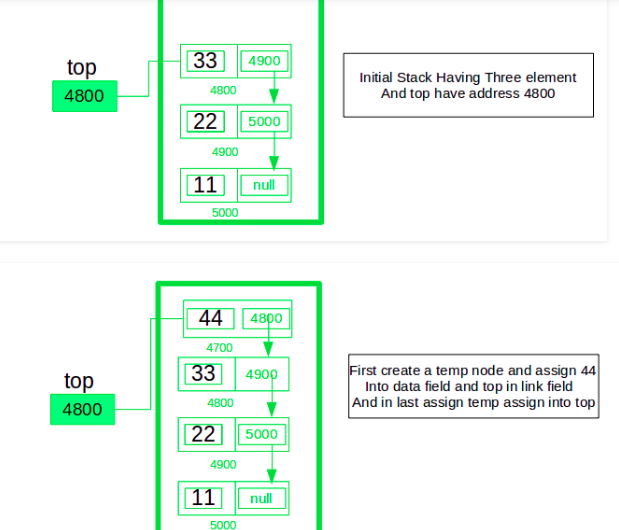 top
4800
33 4900
4800
22 5000
4900
11 null
5000
Initial Stack Having Three element
And top have address 4800
top
4800
44 4800
4700
33 4900
4800
22 5000
4900
11 null
5000
First create a temp node and assign 44
Into data field and top in link field
And in last assign temp assign into top